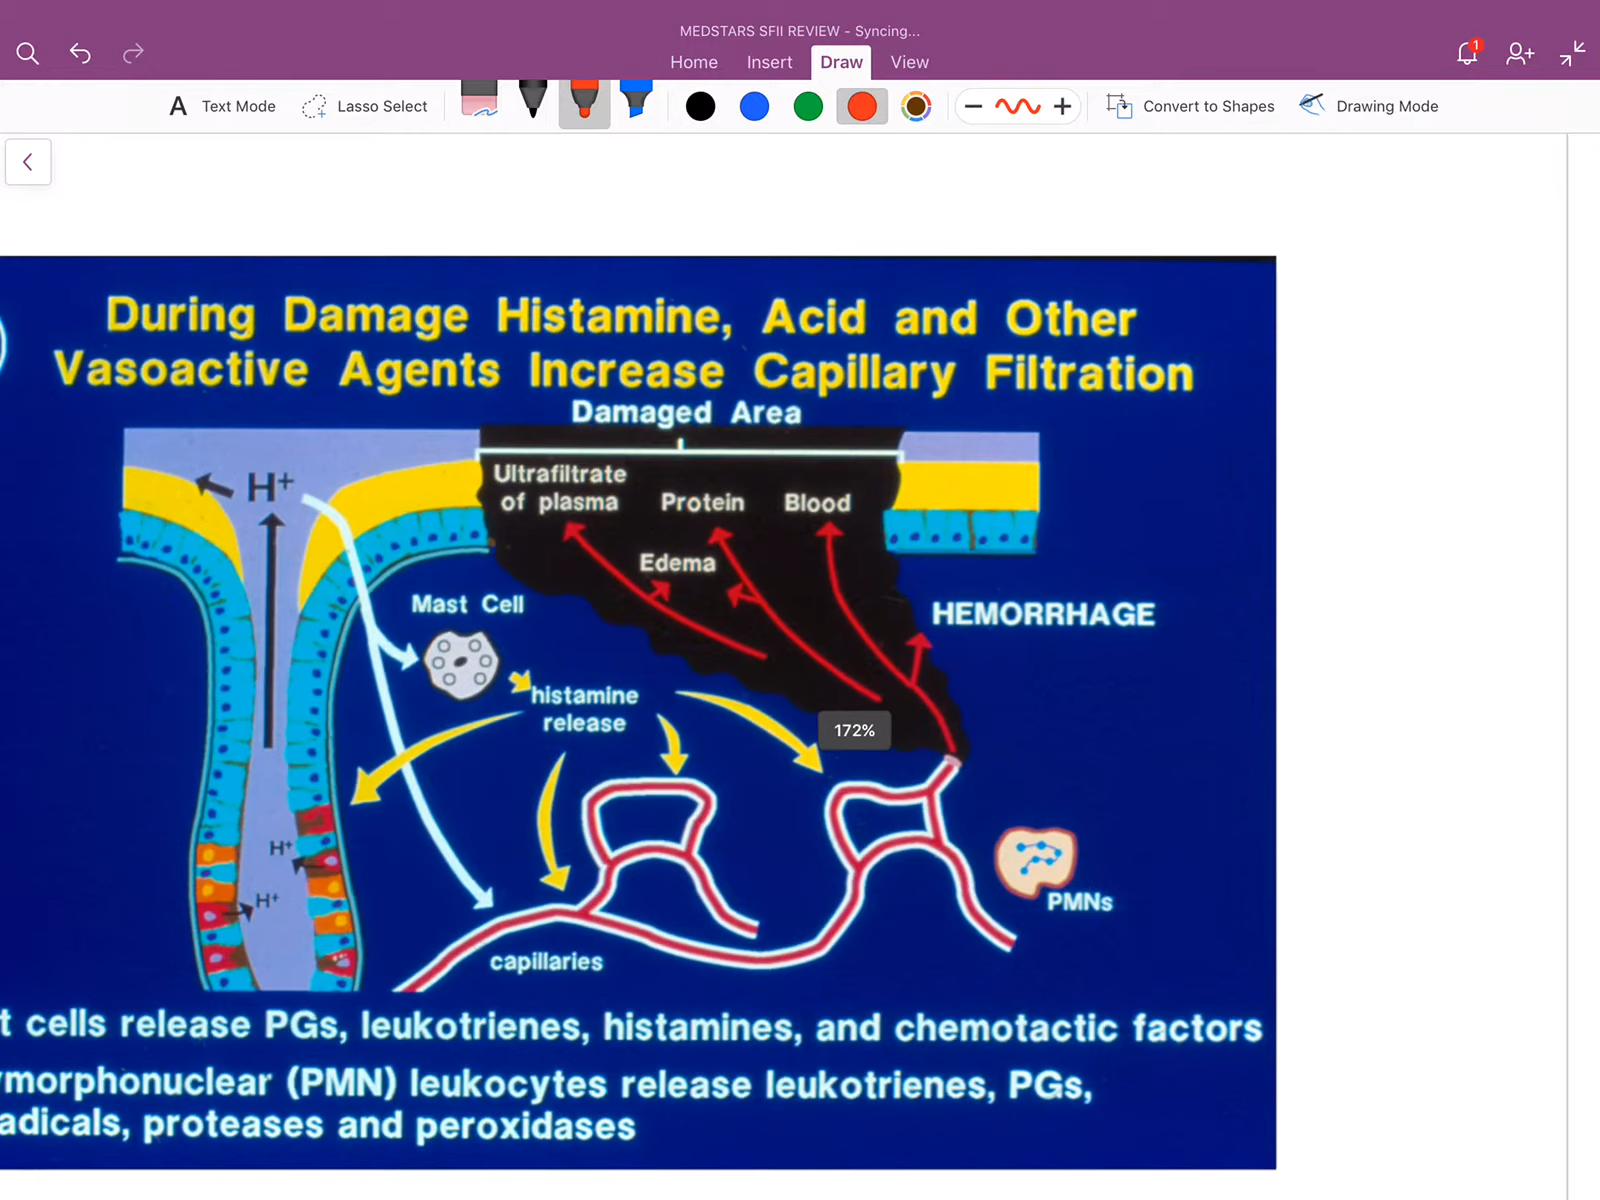 MEDSTARS SFII REVIEW - Syncing...
Home Insert Draw View
1
A Text Mode Lasso Select Convert to Shapes Drawing Mode
During Damage Histamine, Acid and Other
Vasoactive Agents Increase Capillary Filtration
Damaged Area
Ultrafiltrate
of plasma
Protein
Blood
H+
Edema
Mast Cell
HEMORRHAGE
histamine
release
172%
H+
H+
PMNs
capillaries
t cells release PGs, leukotrienes, histamines, and chemotactic factors
ymorphonuclear (PMN) leukocytes release leukotrienes, PGs,
adicals, proteases and peroxidases